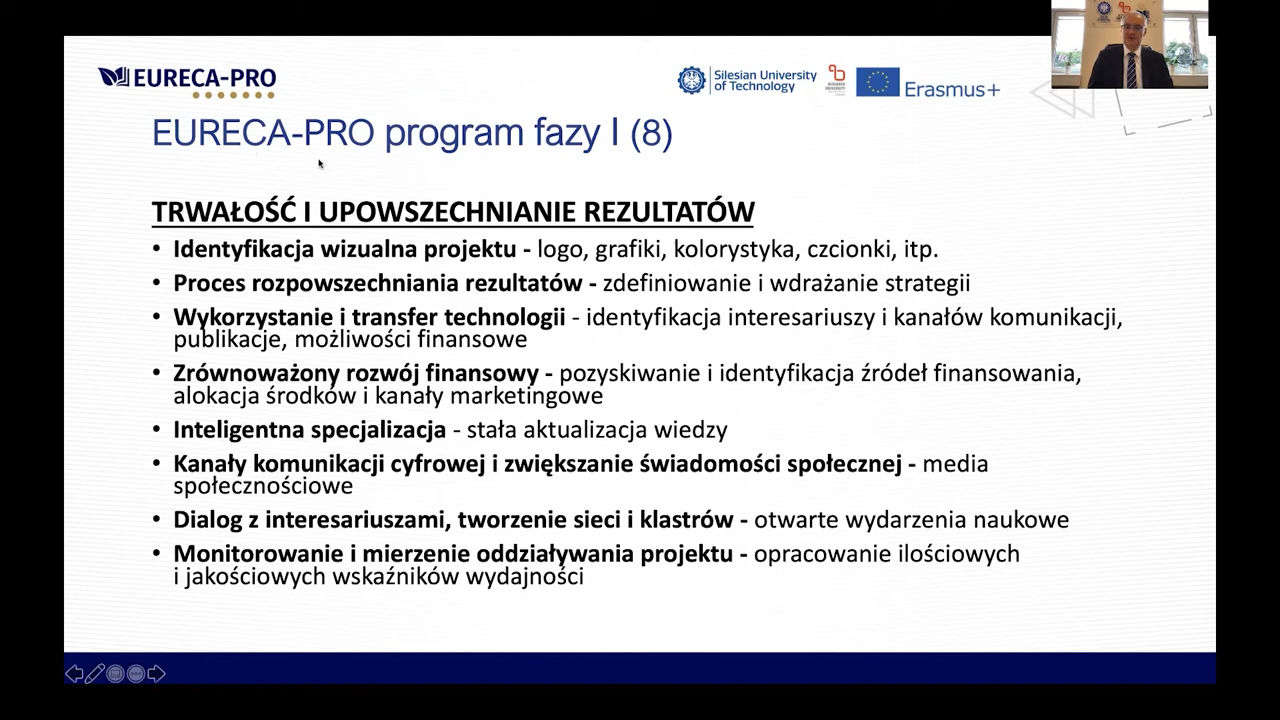 EURECA-PRO
Silesian University
of Technology
Erasmus+
EURECA-PRO program fazy I (8)
TRWAŁOŚĆ I UPOWSZECHNIANIE REZULTATÓW
• Identyfikacja wizualna projektu - logo, grafiki, kolorystyka, czcionki, itp.
• Proces rozpowszechniania rezultatów - zdefiniowanie i wdrażanie strategii
• Wykorzystanie i transfer technologii - identyfikacja interesariuszy i kanałów komunikacji,
publikacje, możliwości finansowe
• Zrównoważony rozwój finansowy - pozyskiwanie i identyfikacja źródeł finansowania,
alokacja środków i kanały marketingowe
• Inteligentna specjalizacja - stała aktualizacja wiedzy
• Kanały komunikacji cyfrowej i zwiększanie świadomości społecznej - media
społecznościowe
• Dialog z interesariuszami, tworzenie sieci i klastrów - otwarte wydarzenia naukowe
• Monitorowanie i mierzenie oddziaływania projektu - opracowanie ilościowych
i jakościowych wskaźników wydajności